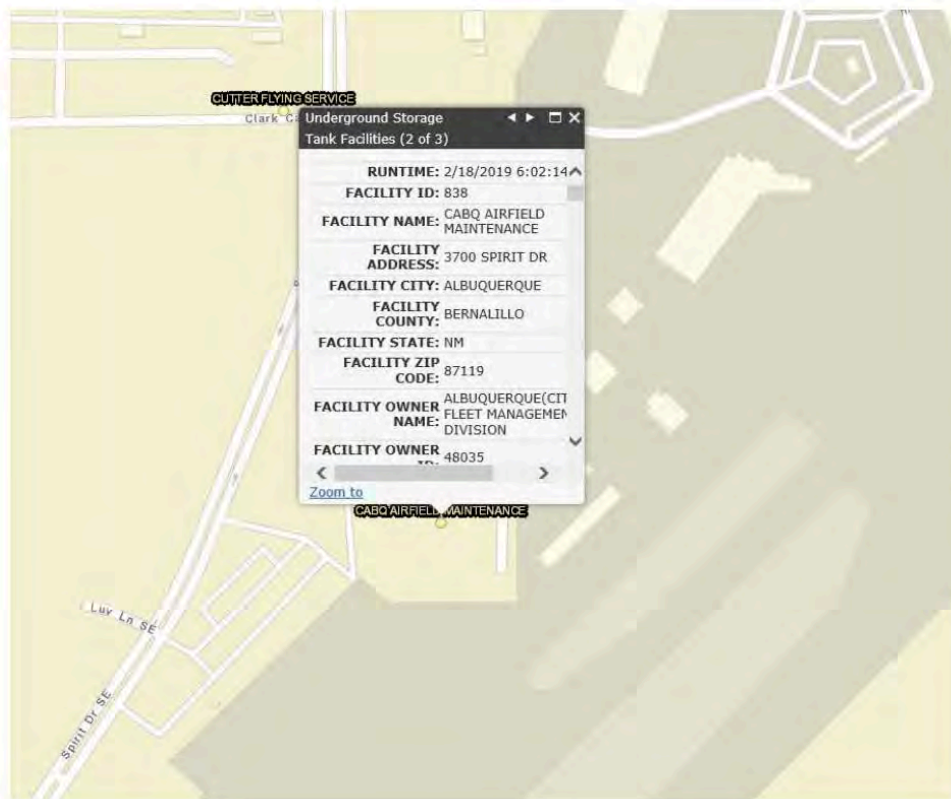 CUTTER FLYING SERVICE
Clark Ca
Underground Storage
Tank Facilities (2 of 3)
RUNTIME: 2/18/2019 6:02:14
FACILITY ID: 838
FACILITY NAME: CABQ AIRFIELD
MAINTENANCE
FACILITY
ADDRESS: 3700 SPIRIT DR
FACILITY CITY: ALBUQUERQUE
FACILITY
COUNTY: BERNALILLO
FACILITY STATE: NM
FACILITY ZIP
CODE: 87119
FACILITY OWNER
NAME: ALBUQUERQUE(CIT
FLEET MANAGEMEN
DIVISION
FACILITY OWNER
ID: 48035
Zoom to
CABQ AIRFIELD MAINTENANCE
Luv Ln SE
Spirit Dr SE